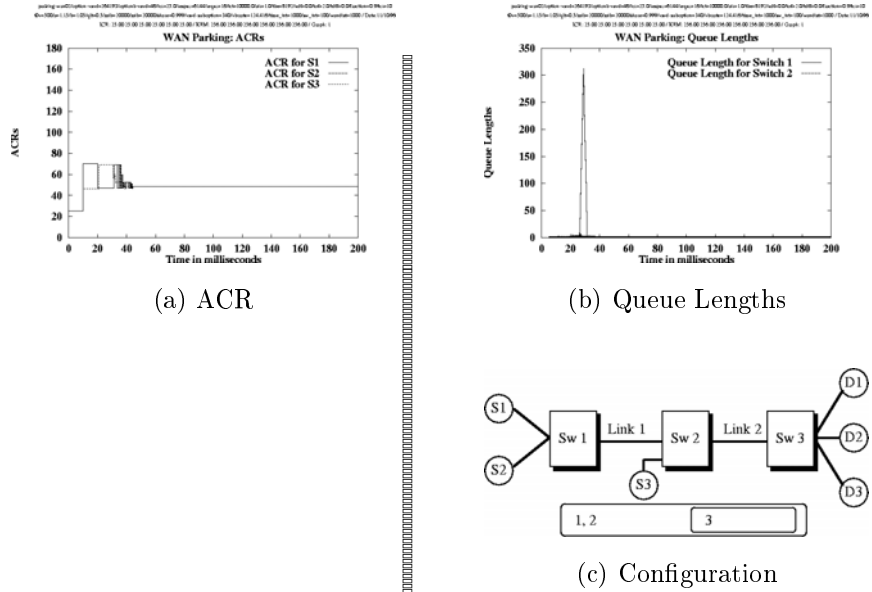 WAN Parking: ACRs
ACRs
180
160
140
120
100
80
60
40
20
0
ACR for S1
ACR for S2
ACR for S3
0 20 40 60 80 100 120 140 160 180 200
Time in milliseconds
(a) ACR
WAN Parking: Queue Lengths
Queue Lengths
350
300
250
200
150
100
50
0
Queue Length for Switch 1
Queue Length for Switch 2
0 20 40 60 80 100 120 140 160 180 200
Time in milliseconds
(b) Queue Lengths
S1
S2
Sw 1
Link 1
Sw 2
S3
Link 2
Sw 3
D1
D2
D3
1, 2
3
(c) Configuration